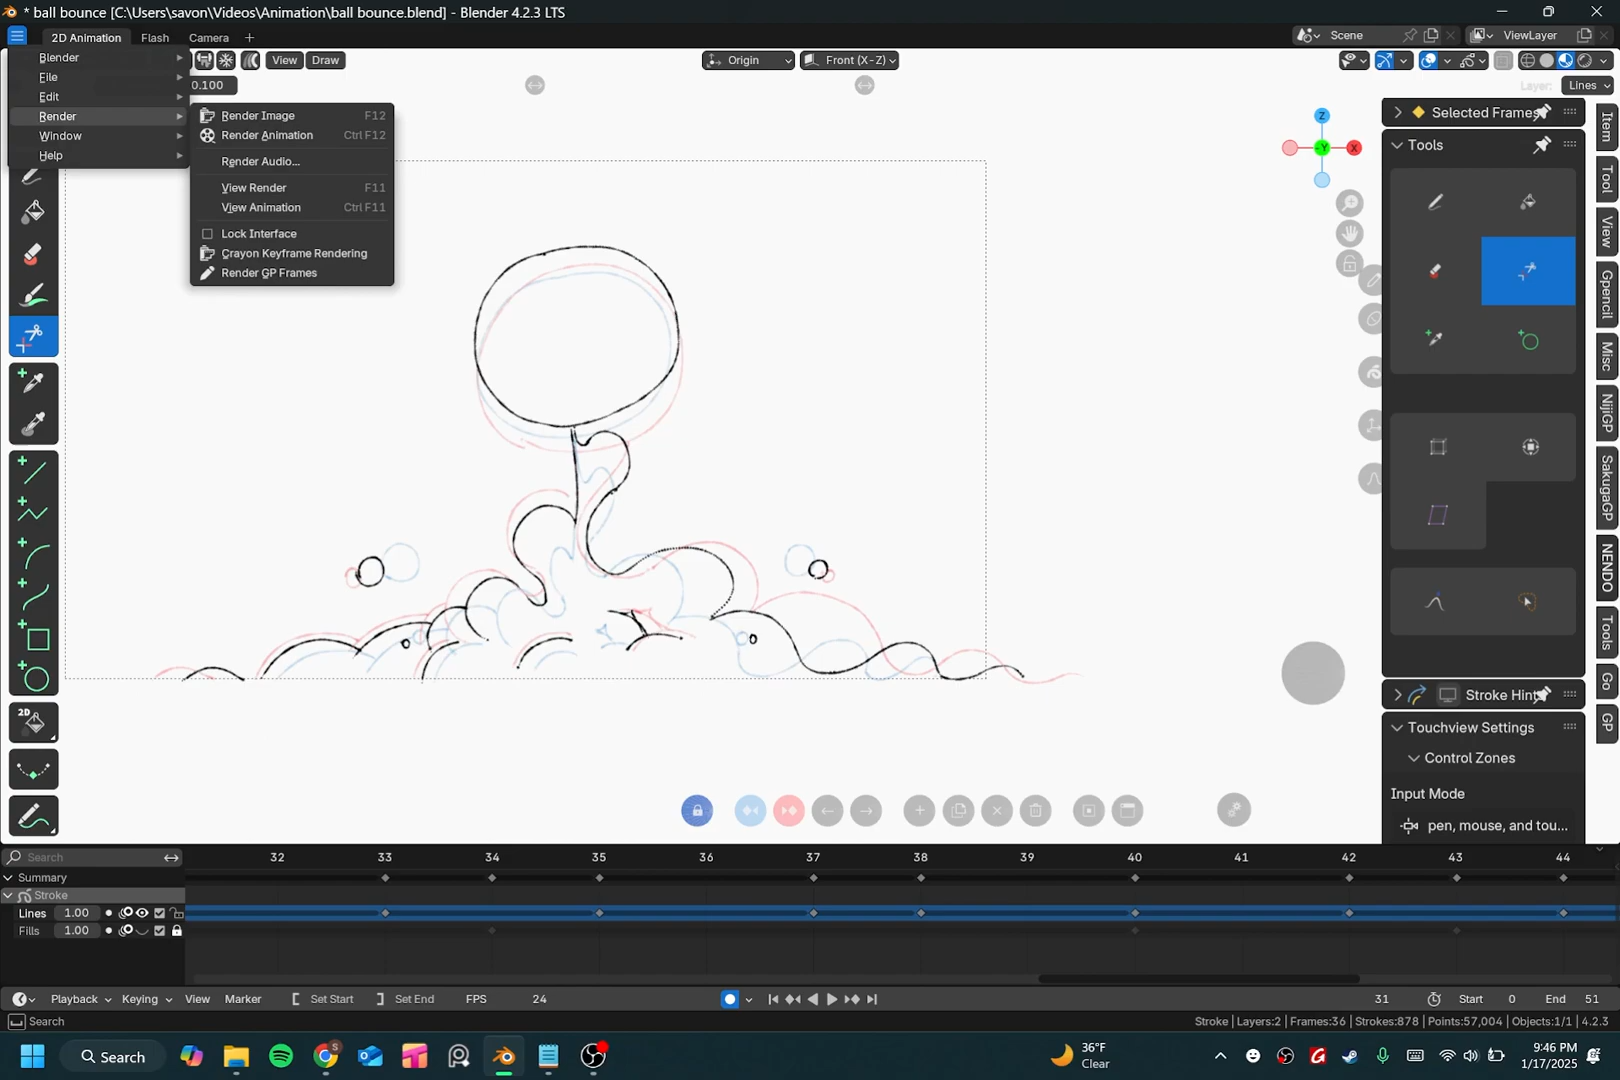 * ball bounce [C:\Users\savon\Videos\Animation\ball bounce.blend] - Blender 4.2.3 LTS
2D Animation
Flash
Camera
+
Scene
ViewLayer
Blender
File
Edit
Render
Window
Help
View
Draw
Origin
Front (X-Z)
0.100
Layer:
Lines
Render Image F12
Render Animation Ctrl F12
Render Audio...
View Render F11
View Animation Ctrl F11
Lock Interface
Crayon Keyframe Rendering
Render GP Frames
Z
-Y
X
Selected Frames
Tools
Stroke Hint
Touchview Settings
Control Zones
Input Mode
pen, mouse, and tou...
Item
Tool
View
Gpencil
Misc
NijiGP
SakugaGP
NENDO
Tools
Go
GP
2D
Search
32 33 34 35 36 37 38 39 40 41 42 43 44
Summary
Stroke
Lines 1.00
Fills 1.00
Playback Keying View Marker Set Start Set End FPS 24 31 Start 0 End 51
Search
Stroke | Layers:2 | Frames:36 | Strokes:878 | Points:57,004 | Objects:1/1 | 4.2.3
Search
36°F
Clear
9:46 PM
1/17/2025